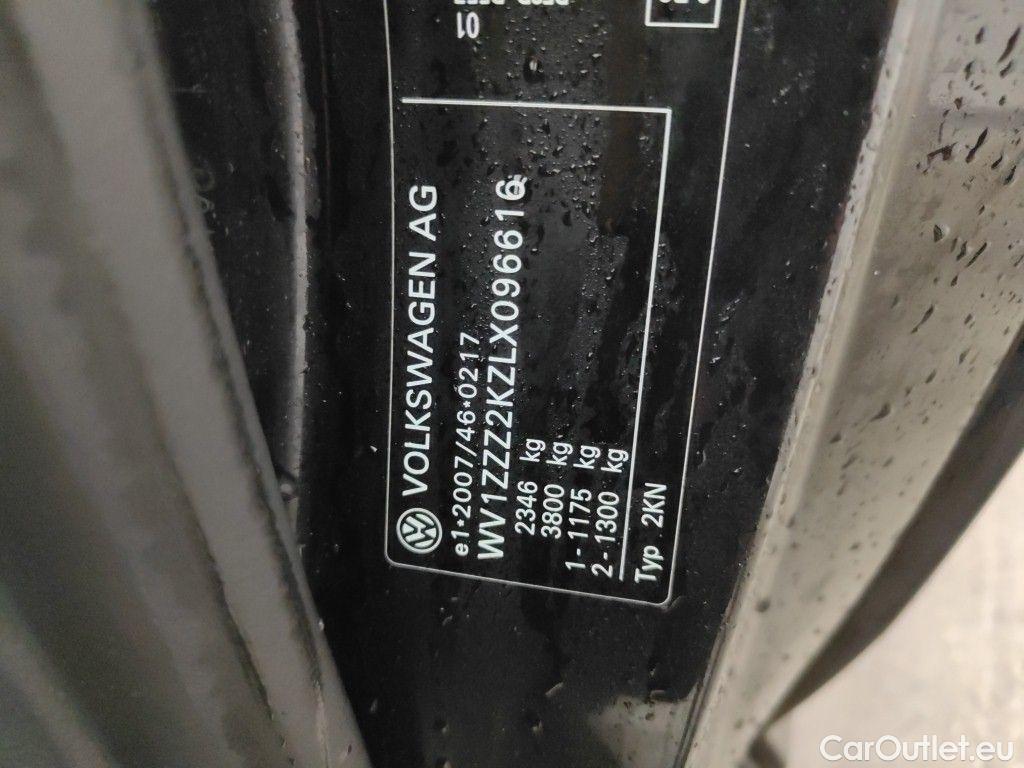 VOLKSWAGEN AG
e1*2007/46*0217
WV1ZZZ2KZLX096616
2346 kg
3800 kg
1 - 1175 kg
2 - 1300 kg
Typ 2KN
01
CarOutlet.eu